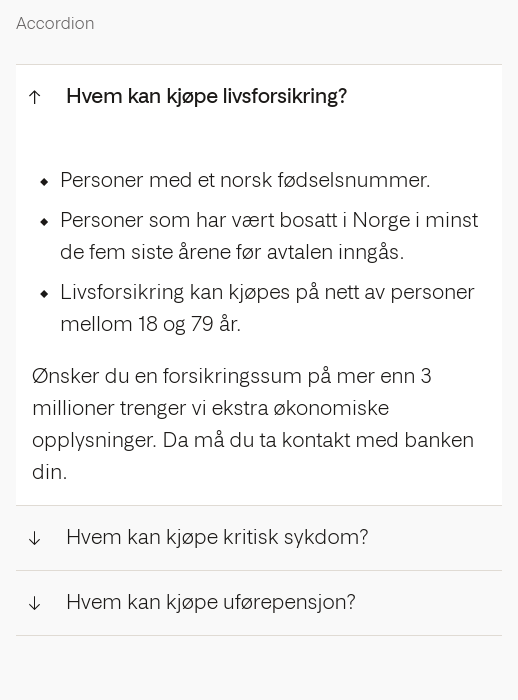 Accordion
Hvem kan kjøpe livsforsikring?
Personer med et norsk fødselsnummer.
Personer som har vært bosatt i Norge i minst
de fem siste årene før avtalen inngås.
Livsforsikring kan kjøpes på nett av personer
mellom 18 og 79 år.
Ønsker du en forsikringssum på mer enn 3
millioner trenger vi ekstra økonomiske
opplysninger. Da må du ta kontakt med banken
din.
Hvem kan kjøpe kritisk sykdom?
Hvem kan kjøpe uførepensjon?